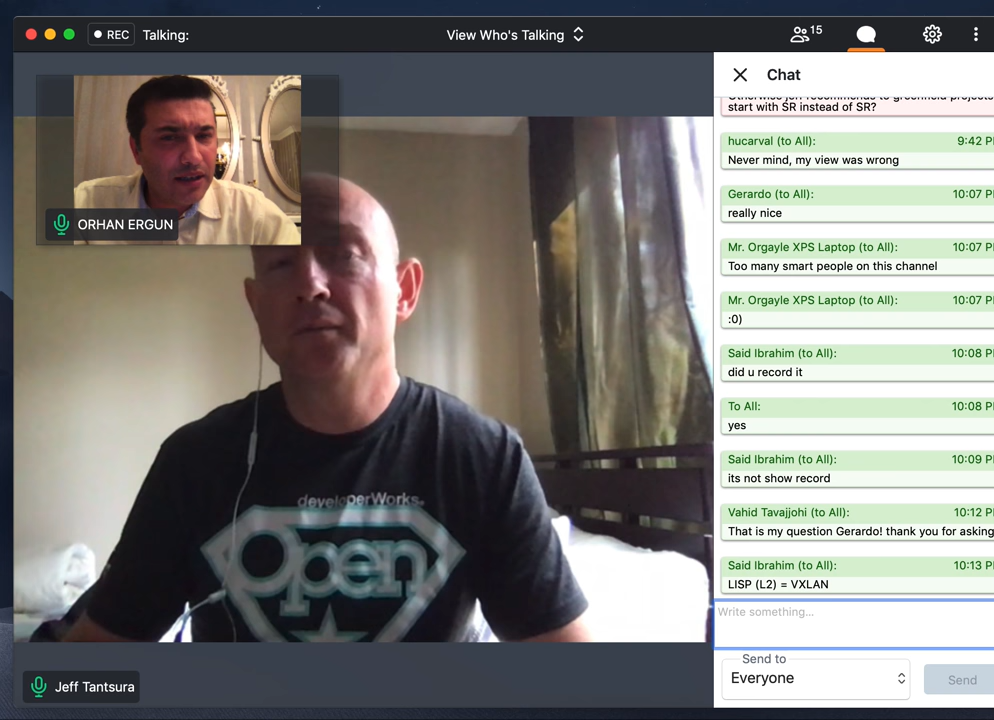 REC
Talking:
View Who's Talking
15
Chat
Otherwise jeff recommends to greenfield projects
start with SR instead of SR?
hucarval (to All):
9:42 P
Never mind, my view was wrong
Gerardo (to All):
10:07 P
really nice
Mr. Orgayle XPS Laptop (to All):
10:07 P
Too many smart people on this channel
Mr. Orgayle XPS Laptop (to All):
10:07 P
:0)
Said Ibrahim (to All):
10:08 P
did u record it
To All:
10:08 P
yes
Said Ibrahim (to All):
10:09 P
its not show record
Vahid Tavajjohi (to All):
10:12 P
That is my question Gerardo! thank you for asking
Said Ibrahim (to All):
10:13 P
LISP (L2) = VXLAN
Write something...
Send to
Everyone
Send
ORHAN ERGUN
developerWorks.
Open
Jeff Tantsura